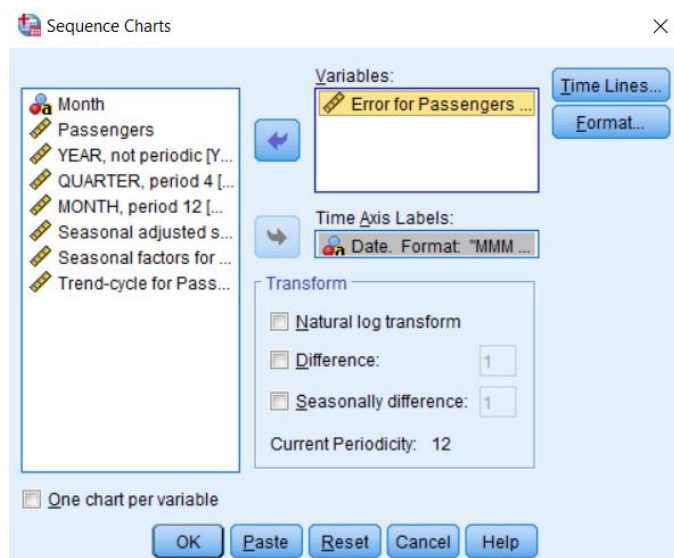 Sequence Charts
Month
Passengers
YEAR, not periodic [Y...
QUARTER, period 4 [...
MONTH, period 12 [...
Seasonal adjusted s...
Seasonal factors for ...
Trend-cycle for Pass...
Variables:
Error for Passengers ...
Time Lines...
Format...
Time Axis Labels:
Date. Format: "MMM ...
Transform
Natural log transform
Difference: 1
Seasonally difference: 1
Current Periodicity: 12
One chart per variable
OK Paste Reset Cancel Help